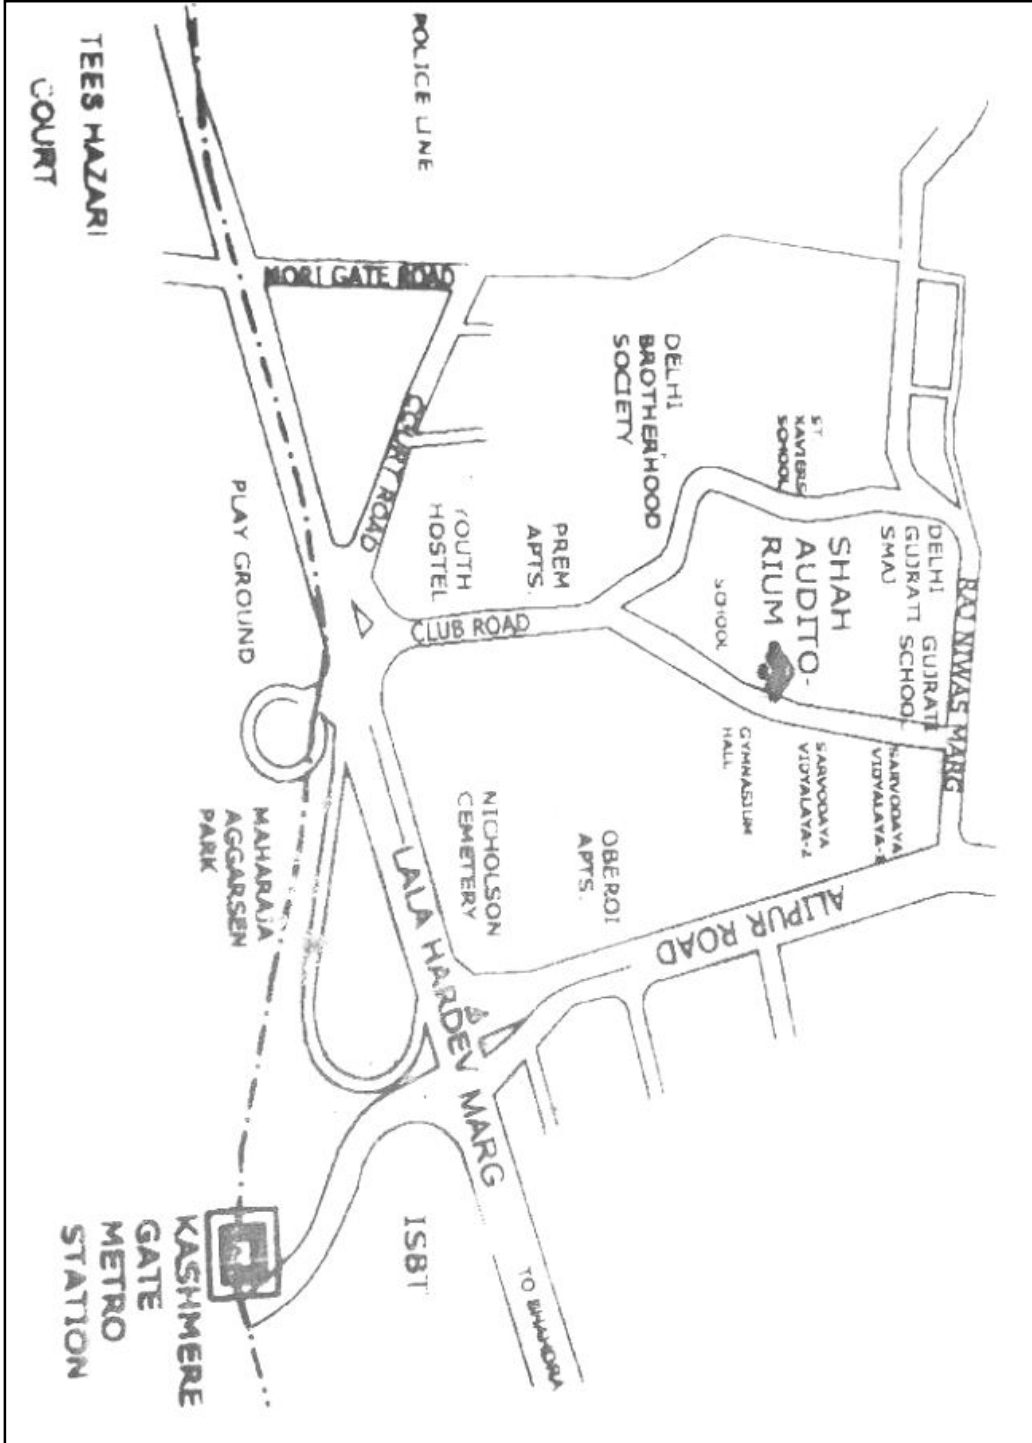 TEES HAZARI
COURT
POLICE LINE
MORI GATE ROAD
COURT ROAD
PLAY GROUND
YOUTH
HOSTEL
PREM
APTS.
CLUB ROAD
DELHI
BROTHERHOOD
SOCIETY
ST
XAVIERS
SCHOOL
SHAH
AUDITO-
RIUM
SCHOOL
DELHI
GUJRATI
SMAJ
GUJRATI
SCHOOL
RAJ NIWAS MARG
GYMNASIUM
HALL
SARVODAYA
VIDYALAYA-2
SARVODAYA
ALIPUR ROAD
OBEROI
APTS.
NICHOLSON
CEMETERY
LALA HARDEV MARG
MAHARAJA
AGGARSEN
PARK
ISBT
KASHMERE
GATE
METRO
STATION